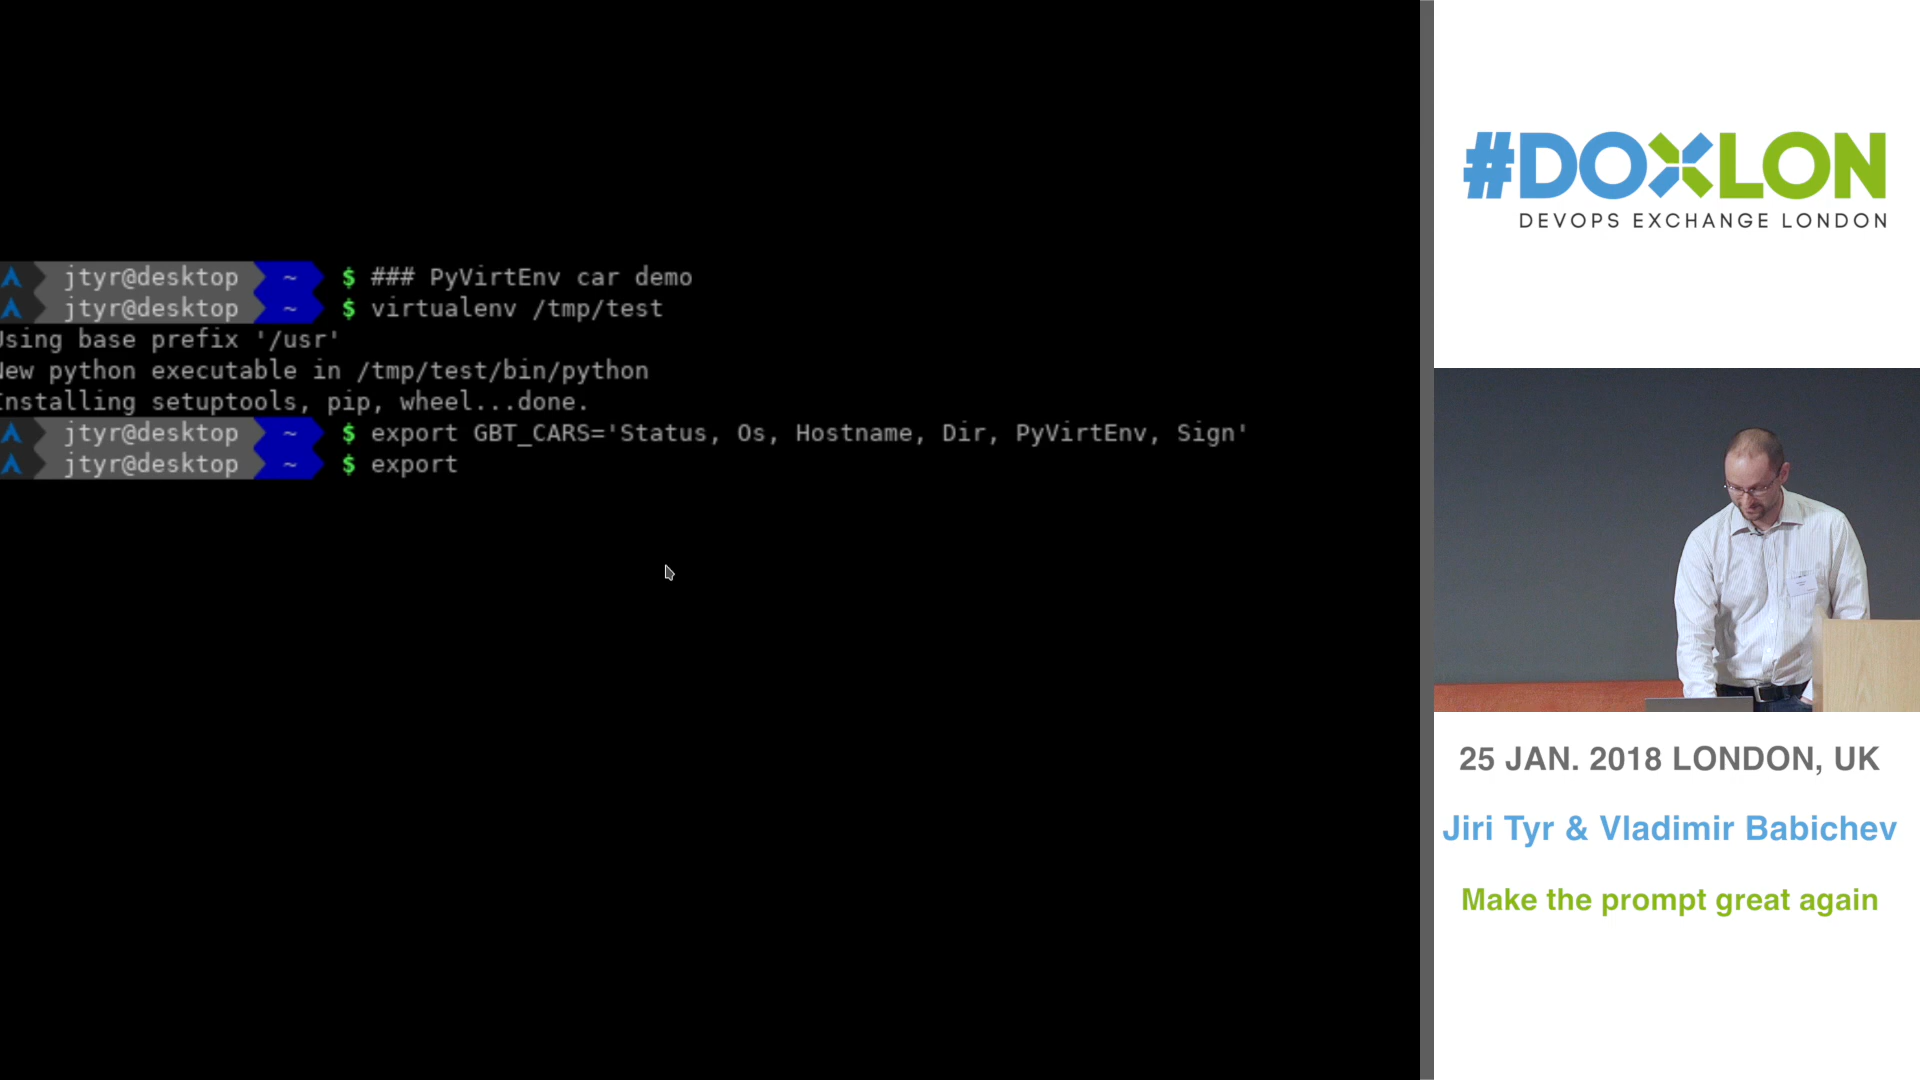 jtyr@desktop ~ $ ### PyVirtEnv car demo
jtyr@desktop ~ $ virtualenv /tmp/test
Using base prefix '/usr'
New python executable in /tmp/test/bin/python
Installing setuptools, pip, wheel...done.
jtyr@desktop ~ $ export GBT_CARS='Status, Os, Hostname, Dir, PyVirtEnv, Sign'
jtyr@desktop ~ $ export
#DOXLON
DEVOPS EXCHANGE LONDON
25 JAN. 2018 LONDON, UK
Jiri Tyr & Vladimir Babichev
Make the prompt great again